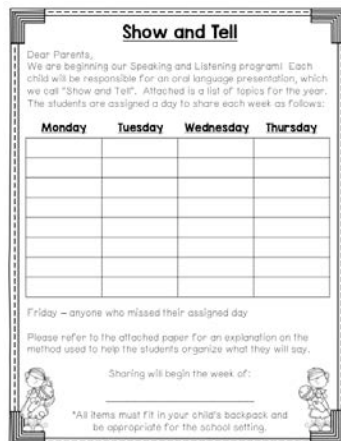 Show and Tell
Dear Parents,
We are beginning our Speaking and Listening program! Each
child will be responsible for an oral language presentation, which
we call "Show and Tell". Attached is a list of topics for the year.
The students are assigned a day to share each week as follows:
Monday Tuesday Wednesday Thursday
Friday – anyone who missed their assigned day
Please refer to the attached paper for an explanation on the
method used to help the students organize what they will say.
Sharing will begin the week of:
*All items must fit in your child's backpack and
be appropriate for the school setting.